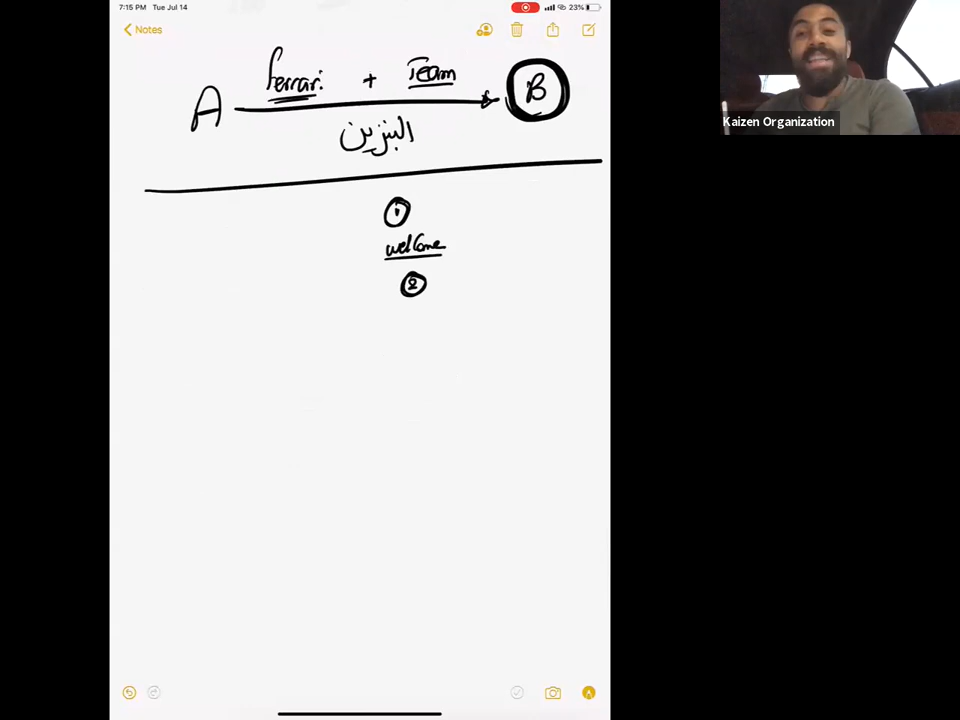 7:15 PM Tue Jul 14
23%
Notes
Ferrari + Team
A B
البنزين
1
welcome
2
Kaizen Organization